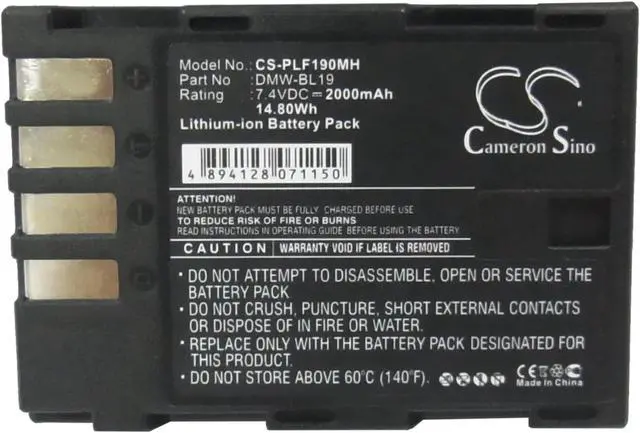 Model No: CS-PLF190MH
Part No : DMW-BL19
Rating : 7.4VDC 2000mAh
14.80Wh
Lithium-ion Battery Pack
CS
Cameron Sino
4 894128 071150
ATTENTION!
NEW BATTERY PACK MUST BE FULLY CHARGED BEFORE USE
TO REDUCE RISK OF FIRE OR INJURY
READ INSTRUCTIONS IN OPERATING GUIDE BEFORE USING BATTERY
CAUTION WARRANTY VOID IF LABEL IS REMOVED
• DO NOT ATTEMPT TO DISASSEMBLE, OPEN OR SERVICE THE
BATTERY PACK.
• DO NOT CRUSH, PUNCTURE, SHORT EXTERNAL CONTACTS
OR DISPOSE OF IN FIRE OR WATER.
• REPLACE ONLY WITH THE BATTERY PACK DESIGNATED FOR
THIS PRODUCT.
• DO NOT STORE ABOVE 60°C (140°F)
CE
Made In China